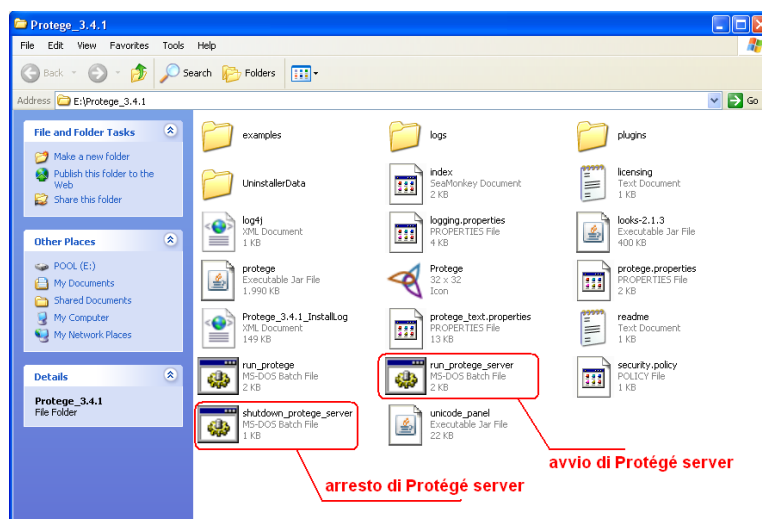 Protege_3.4.1
File Edit View Favorites Tools Help
Back Search Folders
Address E:\Protege_3.4.1 Go
File and Folder Tasks
Make a new folder
Publish this folder to the
Web
Share this folder
Other Places
POOL (E:)
My Documents
Shared Documents
My Computer
My Network Places
Details
Protege_3.4.1
File Folder
examples
logs
plugins
UninstallerData
index
SeaMonkey Document
2 KB
licensing
Text Document
1 KB
log4j
XML Document
1 KB
logging.properties
PROPERTIES File
4 KB
looks-2.1.3
Executable Jar File
400 KB
protege
Executable Jar File
1.990 KB
Protege
32 x 32
Icon
protege.properties
PROPERTIES File
2 KB
Protege_3.4.1_InstallLog
XML Document
149 KB
protege_text.properties
PROPERTIES File
13 KB
readme
Text Document
1 KB
run_protege
MS-DOS Batch File
2 KB
run_protege_server
MS-DOS Batch File
2 KB
security.policy
POLICY File
1 KB
shutdown_protege_server
MS-DOS Batch File
1 KB
unicode_panel
Executable Jar File
22 KB
avvio di Protégé server
arresto di Protégé server